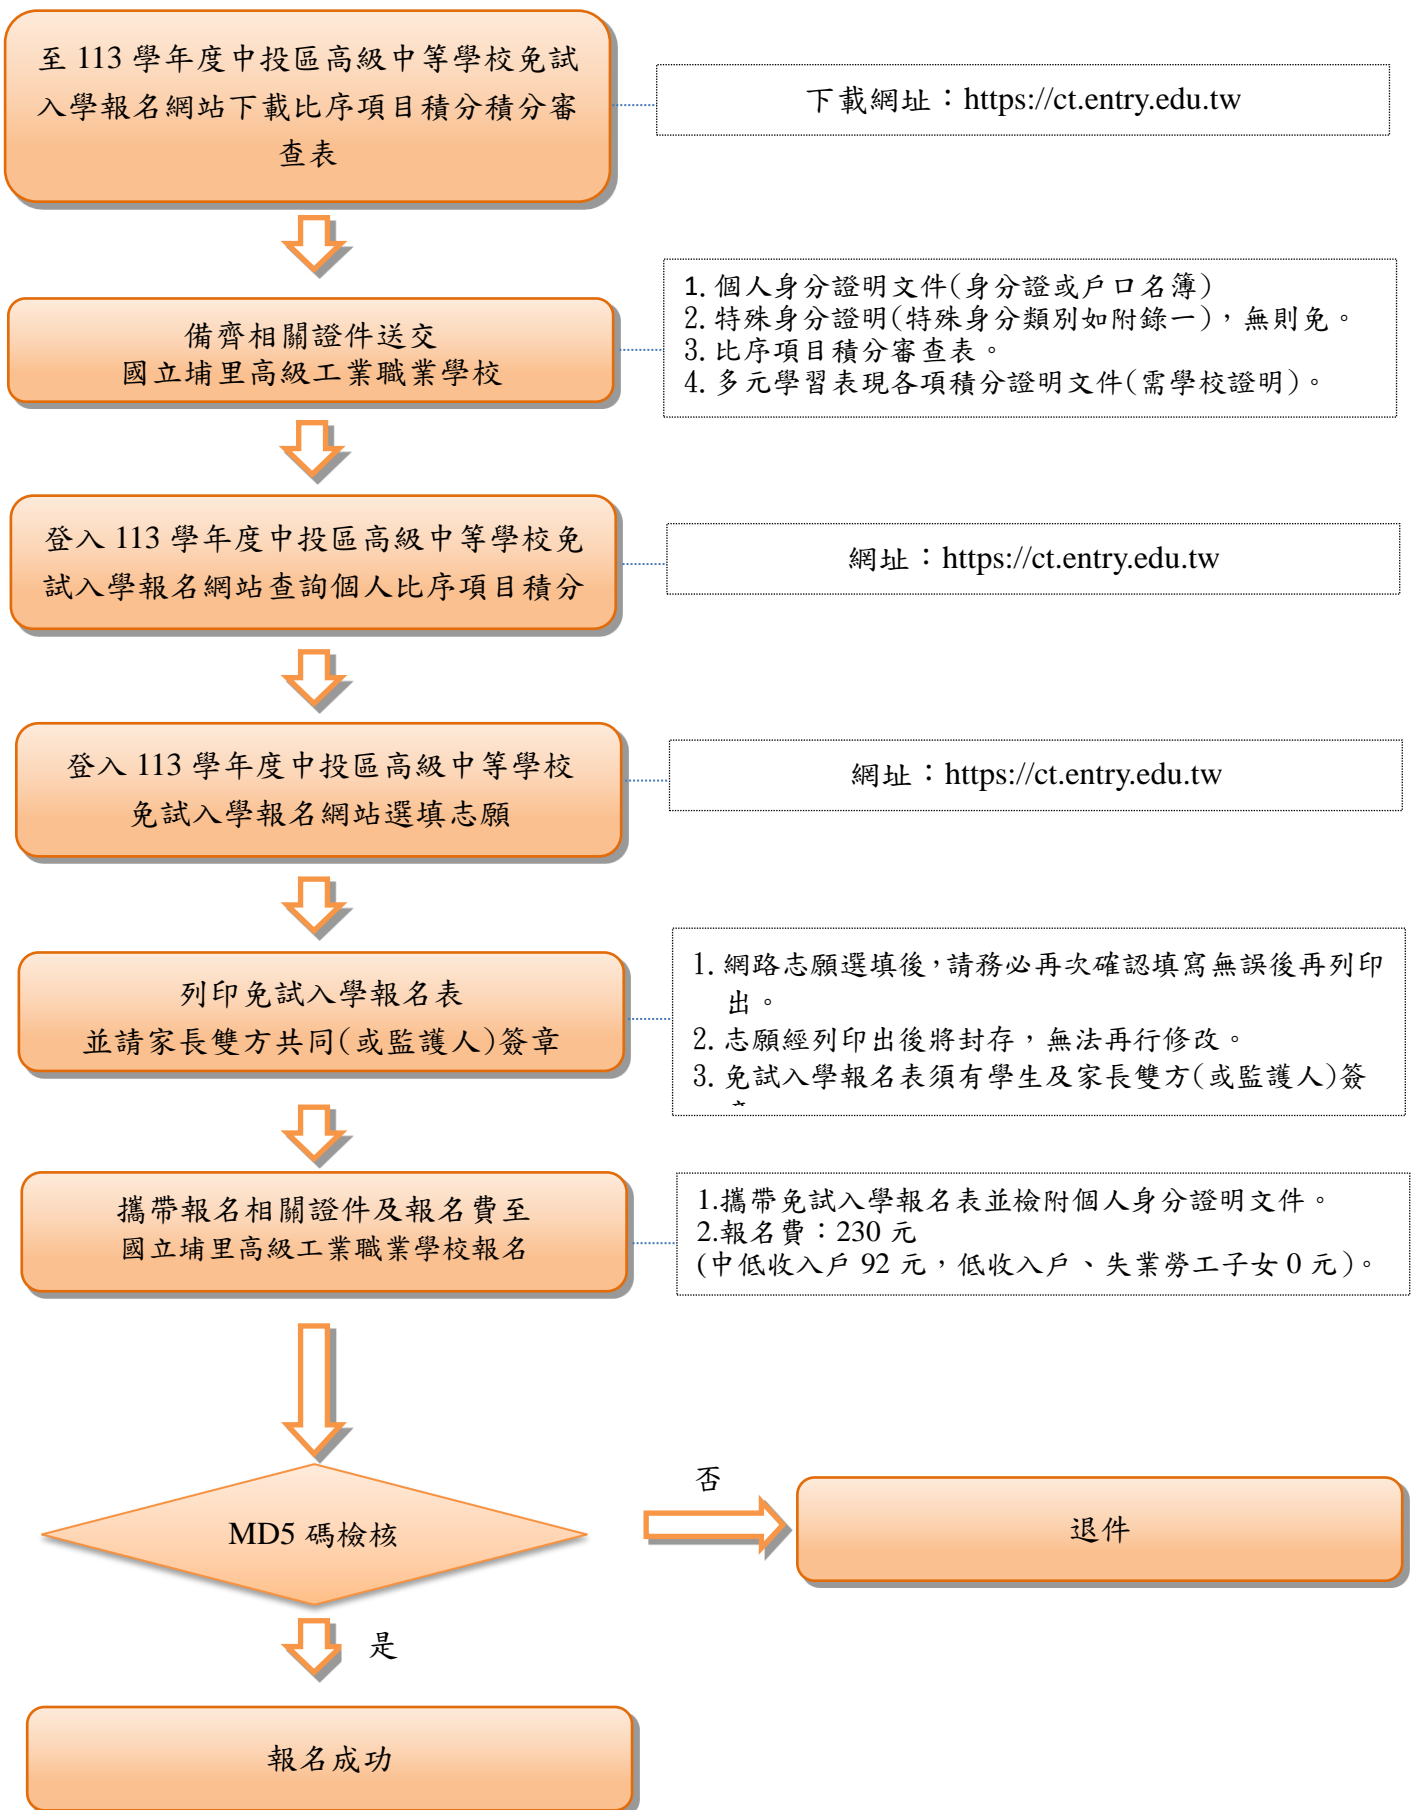 至 113 學年度中投區高級中等學校免試
入學報名網站下載比序項目積分積分審
查表
下載網址：https://ct.entry.edu.tw
備齊相關證件送交
國立埔里高級工業職業學校
1. 個人身分證明文件(身分證或戶口名簿)
2. 特殊身分證明(特殊身分類別如附錄一)，無則免。
3. 比序項目積分審查表。
4. 多元學習表現各項積分證明文件(需學校證明)。
登入 113 學年度中投區高級中等學校免
試入學報名網站查詢個人比序項目積分
網址：https://ct.entry.edu.tw
登入 113 學年度中投區高級中等學校
免試入學報名網站選填志願
網址：https://ct.entry.edu.tw
列印免試入學報名表
並請家長雙方共同(或監護人)簽章
1. 網路志願選填後，請務必再次確認填寫無誤後再列印
出。
2. 志願經列印出後將封存，無法再行修改。
3. 免試入學報名表須有學生及家長雙方(或監護人)簽
攜帶報名相關證件及報名費至
國立埔里高級工業職業學校報名
1.攜帶免試入學報名表並檢附個人身分證明文件。
2.報名費：230 元
(中低收入戶 92 元，低收入戶、失業勞工子女 0 元)。
MD5 碼檢核
否
退件
是
報名成功